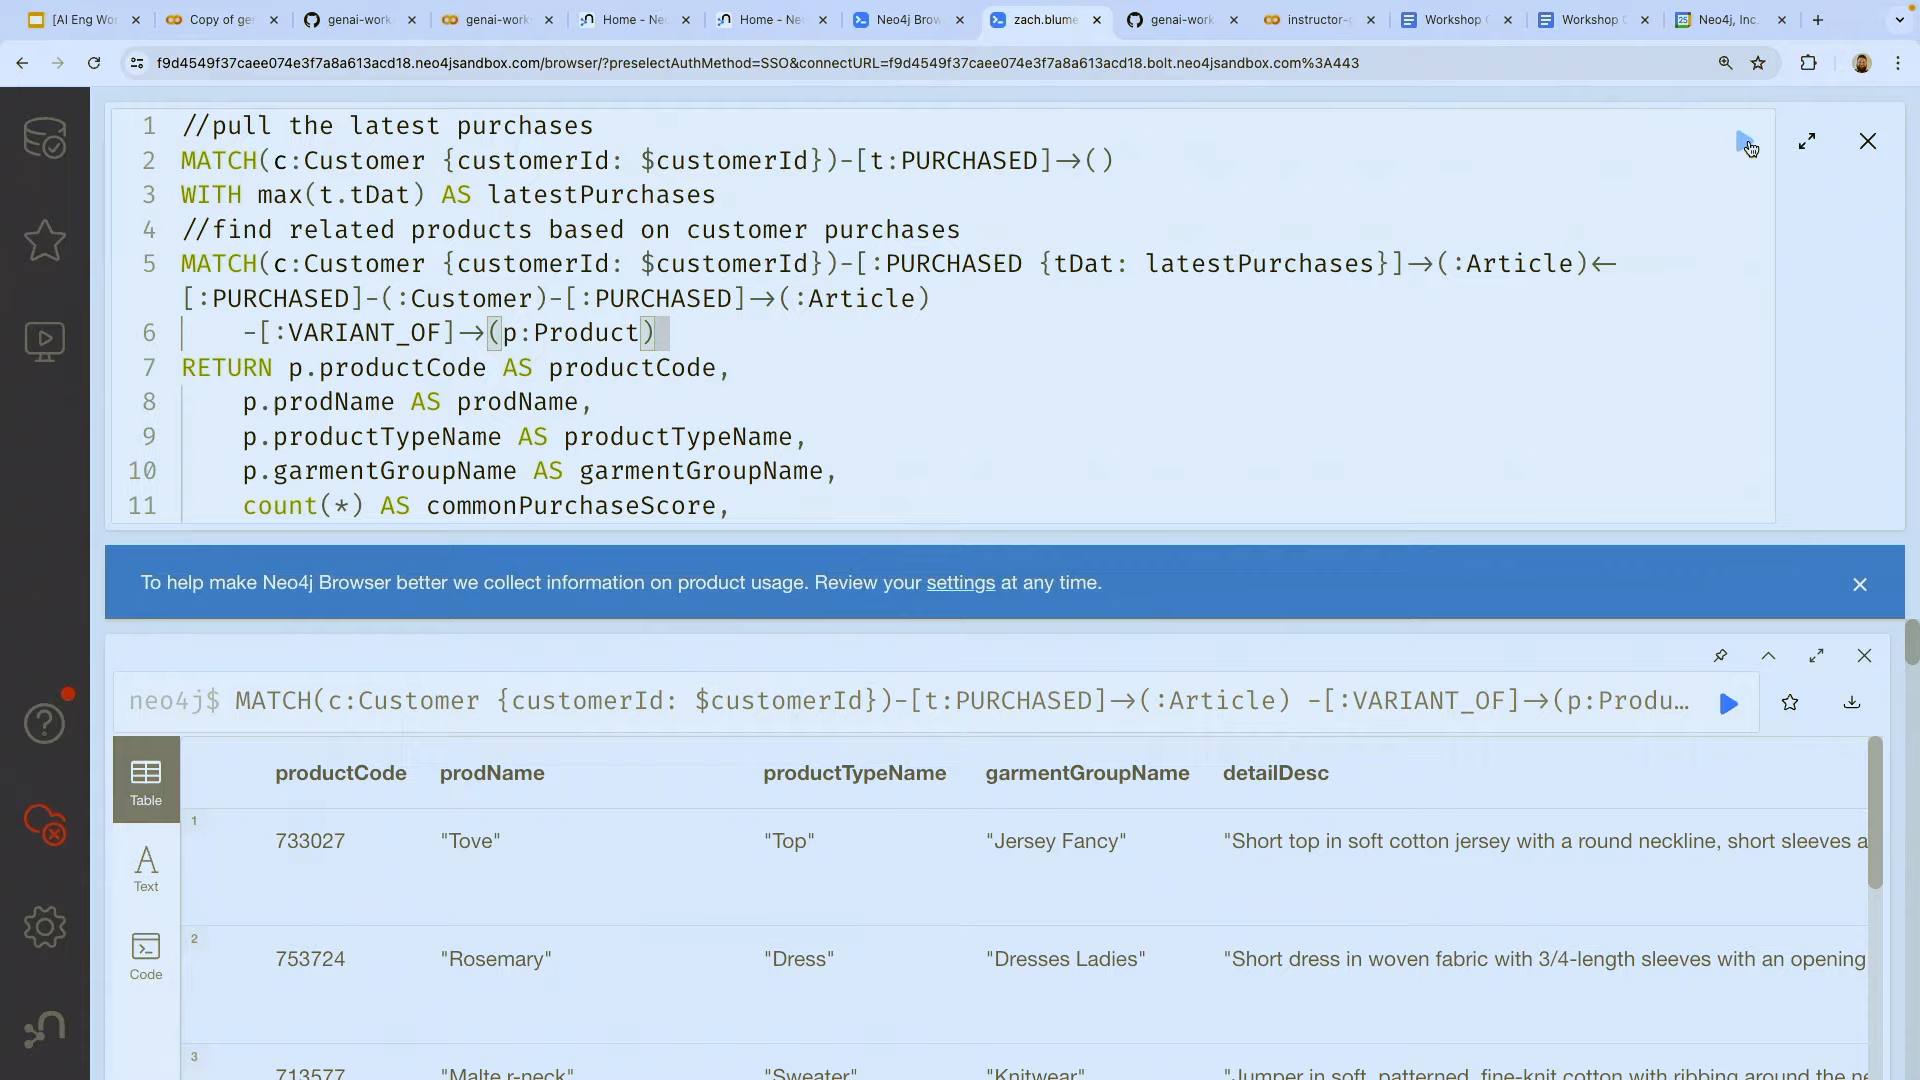 [AI Eng Wo
Copy of ger
genai-work
genai-work
Home - Neo
Home - Neo
Neo4j Brow
zach.blume
genai-work
instructor-g
Workshop
Workshop
25
Neo4j, Inc.
f9d4549f37caee074e3f7a8a613acd18.neo4jsandbox.com/browser/?preselectAuthMethod=SSO&connectURL=f9d4549f37caee074e3f7a8a613acd18.bolt.neo4jsandbox.com%3A443
1 //pull the latest purchases
2 MATCH(c:Customer {customerId: $customerId})-[t:PURCHASED]->()
3 WITH max(t.tDat) AS latestPurchases
4 //find related products based on customer purchases
5 MATCH(c:Customer {customerId: $customerId})-[:PURCHASED {tDat: latestPurchases}]->(:Article)<-
[:PURCHASED]-(:Customer)-[:PURCHASED]->(:Article)
6 -[:VARIANT_OF]->(p:Product)
7 RETURN p.productCode AS productCode,
8 p.prodName AS prodName,
9 p.productTypeName AS productTypeName,
10 p.garmentGroupName AS garmentGroupName,
11 count(*) AS commonPurchaseScore,
To help make Neo4j Browser better we collect information on product usage. Review your settings at any time.
neo4j$ MATCH(c:Customer {customerId: $customerId})-[t:PURCHASED]->(:Article) -[:VARIANT_OF]->(p:Produ…
Table
Text
Code
productCode prodName productTypeName garmentGroupName detailDesc
1
733027 "Tove" "Top" "Jersey Fancy" "Short top in soft cotton jersey with a round neckline, short sleeves a
2
753724 "Rosemary" "Dress" "Dresses Ladies" "Short dress in woven fabric with 3/4-length sleeves with an opening
3
713577 "Malte r-neck" "Sweater" "Knitwear" "Jumper in soft, patterned, fine-knit cotton with ribbing around the ne